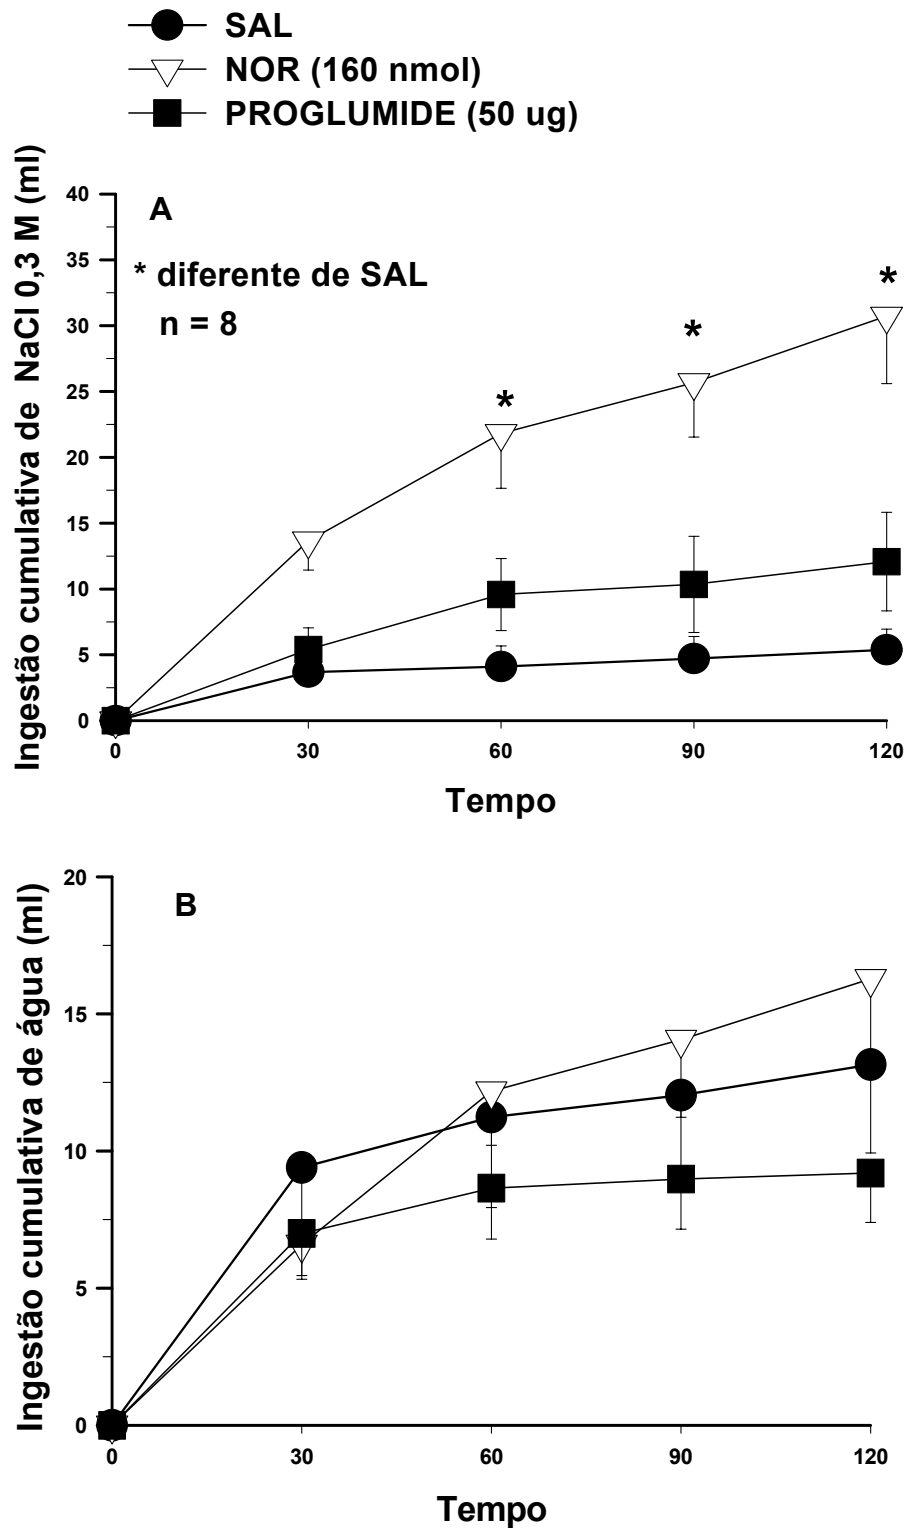 SAL
NOR (160 nmol)
PROGLUMIDE (50 ug)
Ingestão cumulativa de NaCl 0,3 M (ml)
A
* diferente de SAL
n = 8
40
35
30
25
20
15
10
5
0
* * *
0 30 60 90 120
Tempo
Ingestão cumulativa de água (ml)
B
20
15
10
5
0
0 30 60 90 120
Tempo